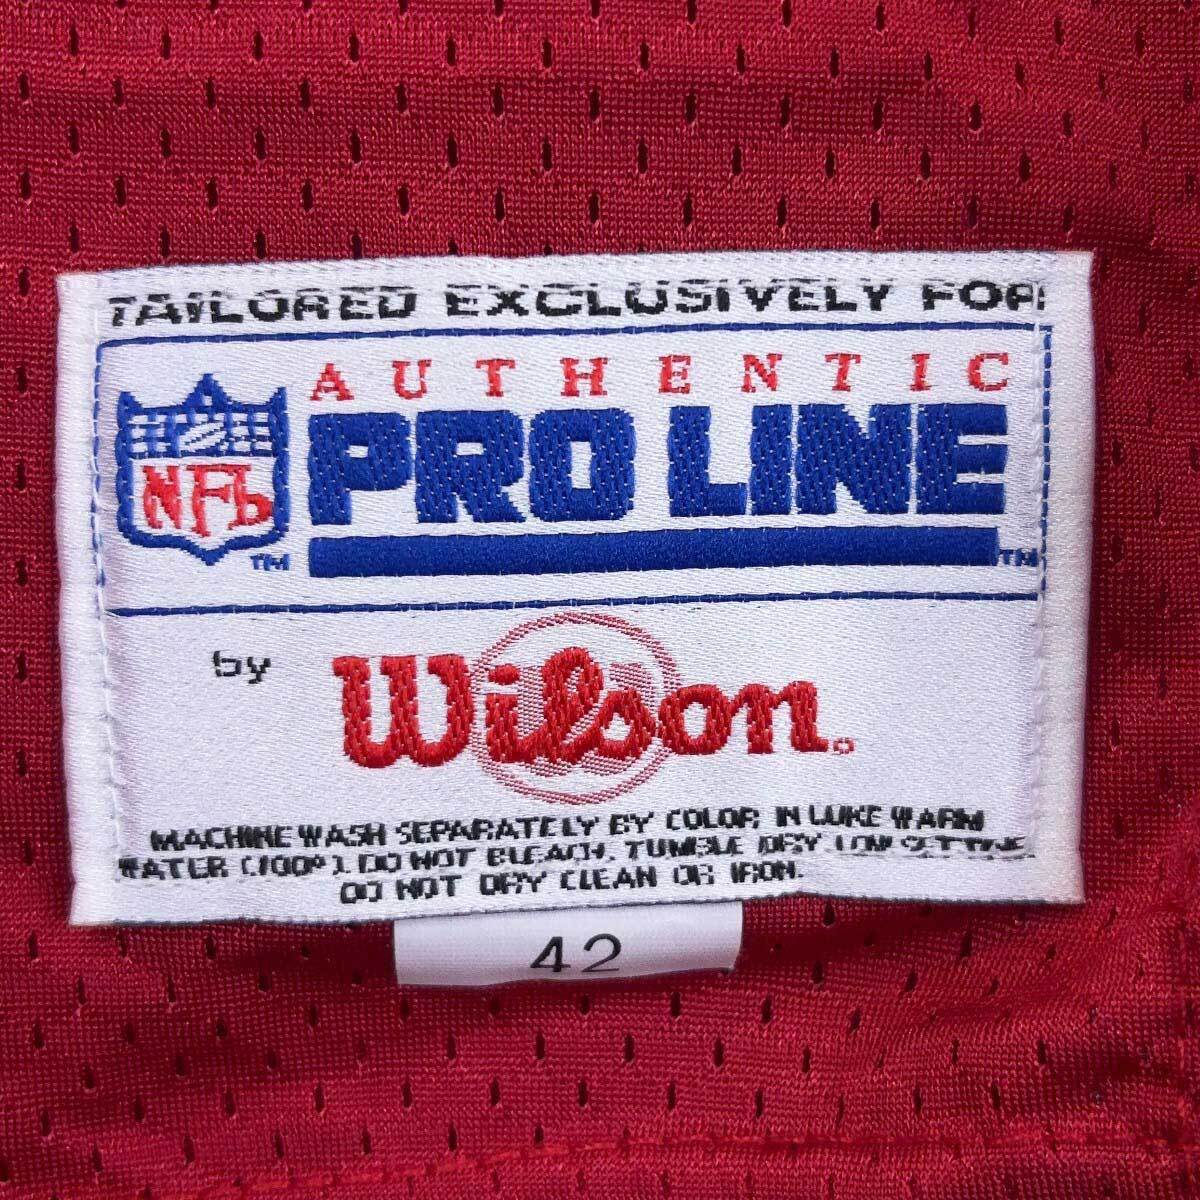 TAILORED EXCLUSIVELY FOR:
AUTHENTIC
NFL
PRO LINE
TM
TM
by Wilson
MACHINE WASH SEPARATELY BY COLOR IN LUKE WARM
WATER (100°). DO NOT BLEACH. TUMBLE DRY LOW SETTING.
DO NOT DRY CLEAN OR IRON.
42